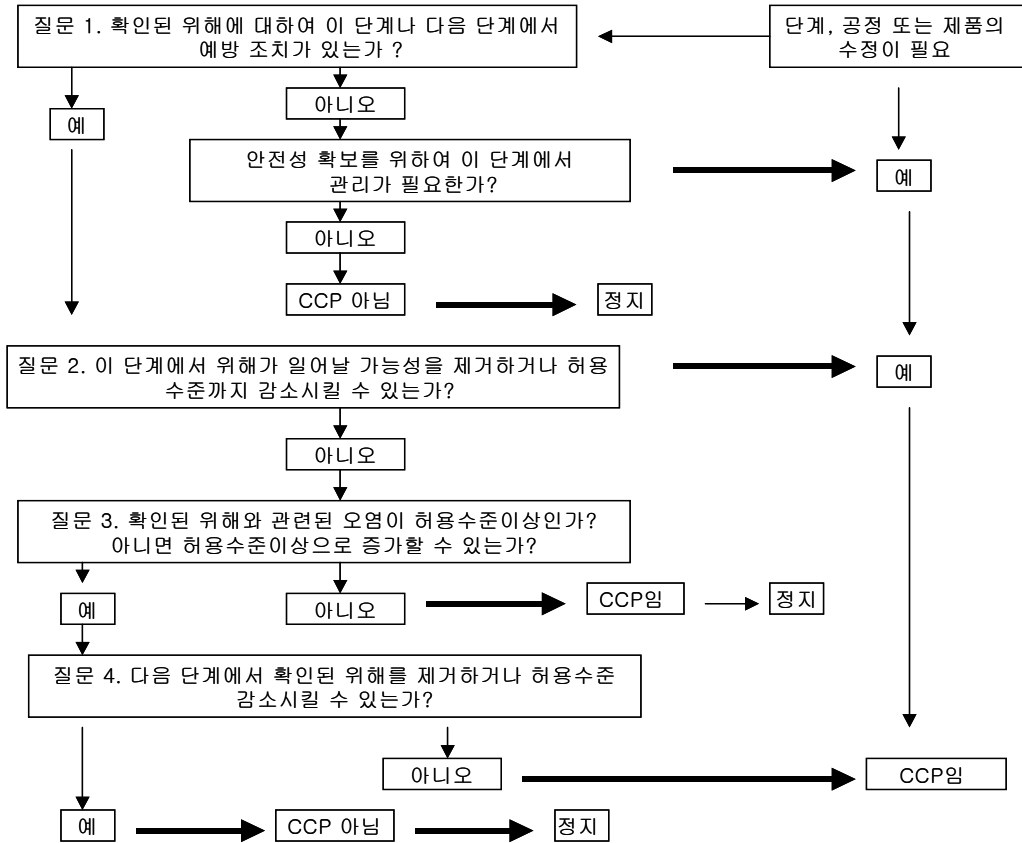 질문 1. 확인된 위해에 대하여 이 단계나 다음 단계에서
예방 조치가 있는가 ?
단계, 공정 또는 제품의
수정이 필요
예
아니오
안전성 확보를 위하여 이 단계에서
관리가 필요한가?
예
아니오
CCP 아님
정지
질문 2. 이 단계에서 위해가 일어날 가능성을 제거하거나 허용
수준까지 감소시킬 수 있는가?
예
아니오
질문 3. 확인된 위해와 관련된 오염이 허용수준이상인가?
아니면 허용수준이상으로 증가할 수 있는가?
예
아니오
CCP임
정지
질문 4. 다음 단계에서 확인된 위해를 제거하거나 허용수준
감소시킬 수 있는가?
아니오
CCP임
예
CCP 아님
정지